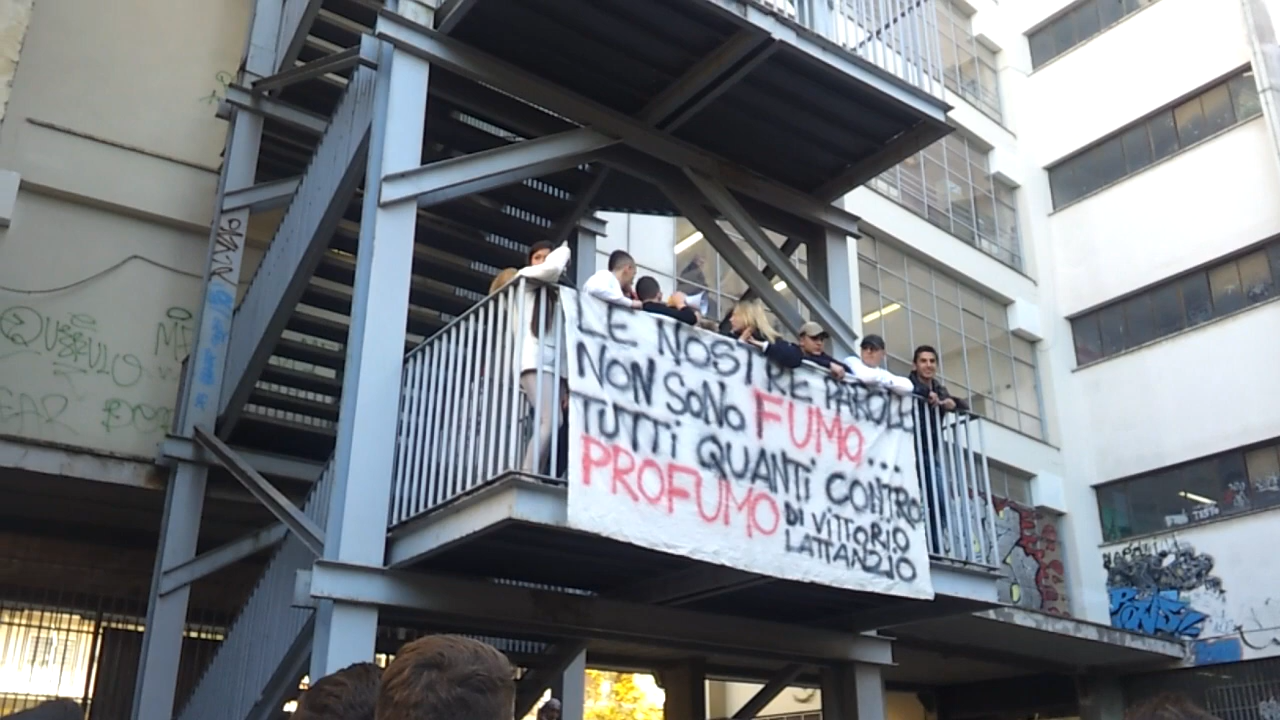 LE NOSTRE PAROLE
NON SoNo FUMO...
TUTTi QUANTi CONTRO
PROFUMO Di ViTTORiO
LATTANZIO